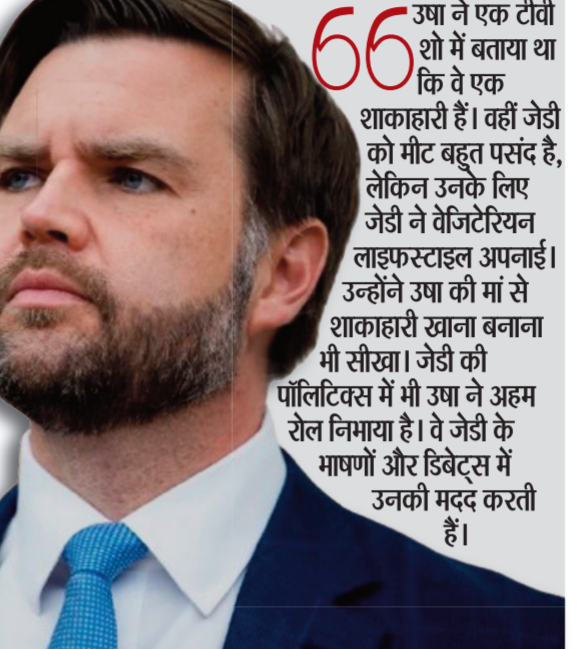 उषा ने एक टीवी
शो में बताया था
कि वे एक
शाकाहारी हैं। वहीं जेडी
को मीट बहुत पसंद है,
लेकिन उनके लिए
जेडी ने वेजिटेरियन
लाइफस्टाइल अपनाई।
उन्होंने उषा की मां से
शाकाहारी खाना बनाना
भी सीखा। जेडी की
पॉलिटिक्स में भी उषा ने अहम
रोल निभाया है। वे जेडी के
भाषणों और डिबेट्स में
उनकी मदद करती
हैं।